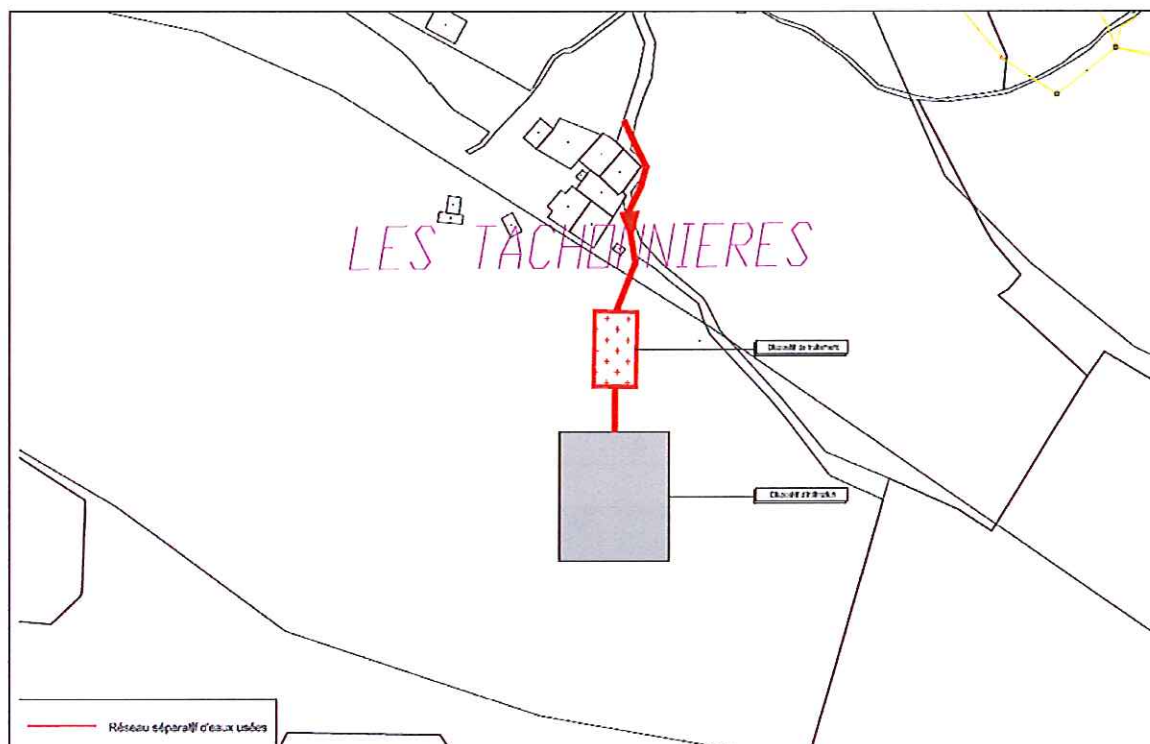 LES TACHONNIERES
Dispositif de traitement
Dispositif d'infiltration
Réseau séparatif d'eaux usées